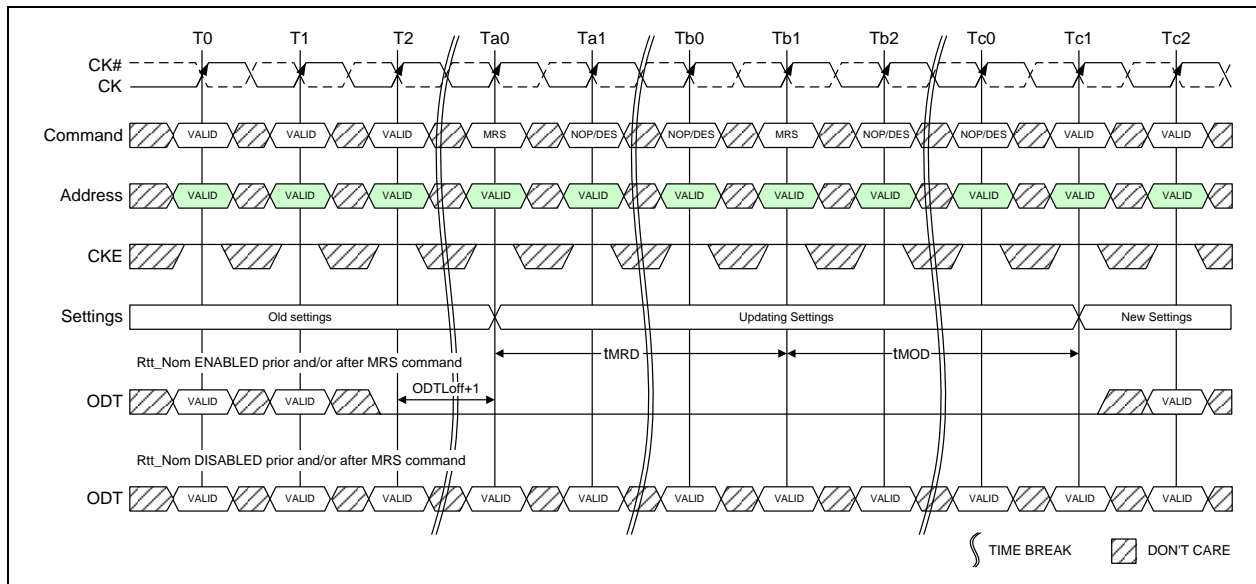 T0 T1 T2 Ta0 Ta1 Tb0 Tb1 Tb2 Tc0 Tc1 Tc2
CK#
CK
Command VALID VALID VALID MRS NOP/DES NOP/DES MRS NOP/DES NOP/DES VALID VALID
Address VALID VALID VALID VALID VALID VALID VALID VALID VALID VALID VALID
CKE
Settings Old settings Updating Settings New Settings
tMRD tMOD
Rtt_Nom ENABLED prior and/or after MRS command
ODTLoff+1
ODT VALID VALID VALID
Rtt_Nom DISABLED prior and/or after MRS command
ODT VALID VALID VALID VALID VALID VALID VALID VALID VALID VALID VALID
TIME BREAK DON'T CARE